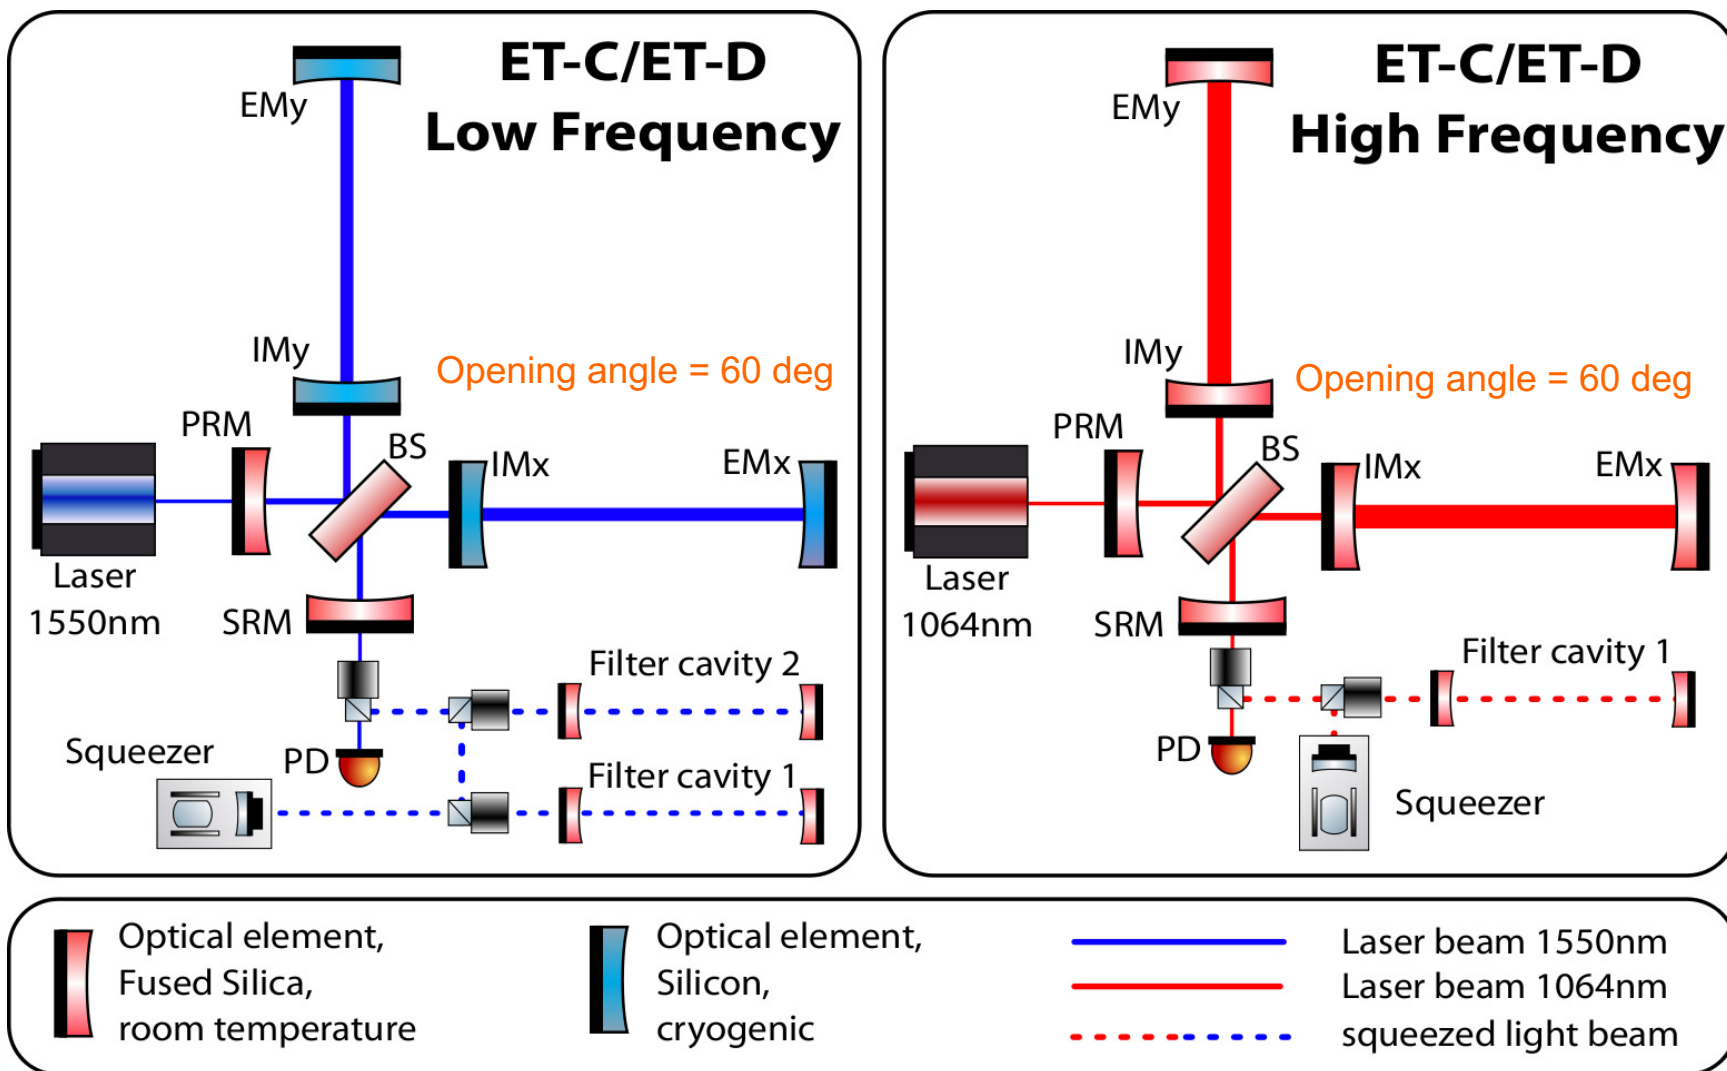 ET-C/ET-D
Low Frequency
EMy
IMy
Opening angle = 60 deg
PRM
BS
IMx
EMx
Laser
1550nm
SRM
Filter cavity 2
Squeezer
PD
Filter cavity 1
ET-C/ET-D
High Frequency
EMy
IMy
Opening angle = 60 deg
PRM
BS
IMx
EMx
Laser
1064nm
SRM
Filter cavity 1
PD
Squeezer
Optical element,
Fused Silica,
room temperature
Optical element,
Silicon,
cryogenic
Laser beam 1550nm
Laser beam 1064nm
squeezed light beam